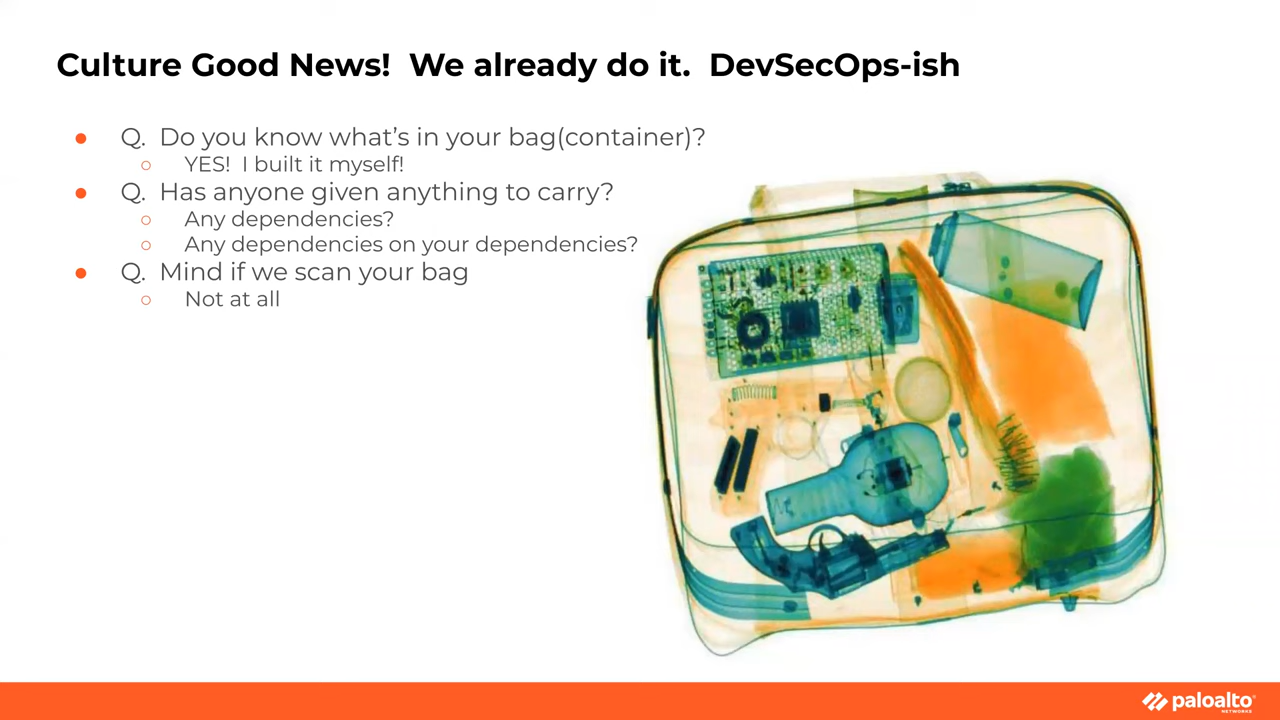 Culture Good News! We already do it. DevSecOps-ish
● Q. Do you know what's in your bag(container)?
○ YES! I built it myself!
● Q. Has anyone given anything to carry?
○ Any dependencies?
○ Any dependencies on your dependencies?
● Q. Mind if we scan your bag
○ Not at all
paloalto
NETWORKS